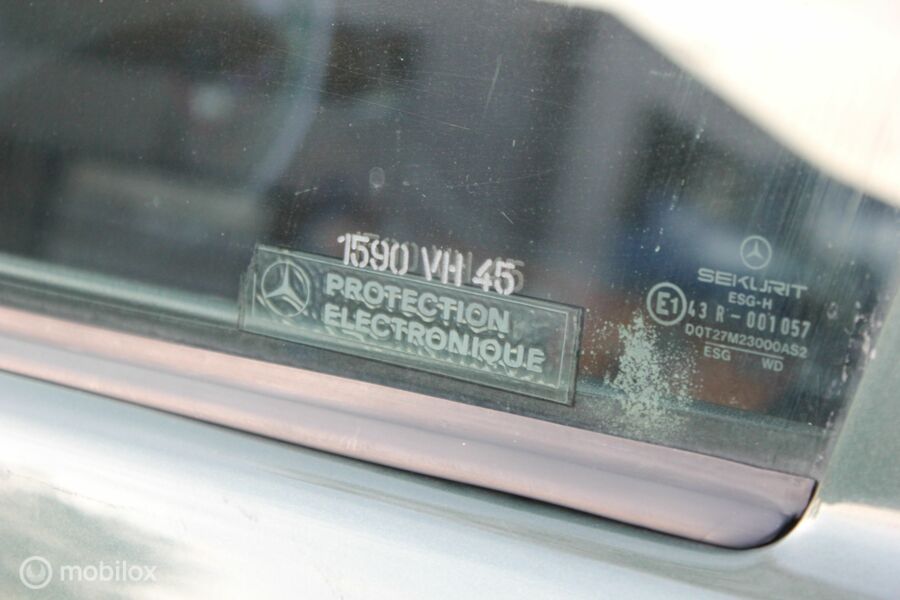 1590 VH 45
PROTECTION
ELECTRONIQUE
SEKURIT
ESG-H
E1 43 R-001057
DOT27M23000AS2
ESG WD
mobilox